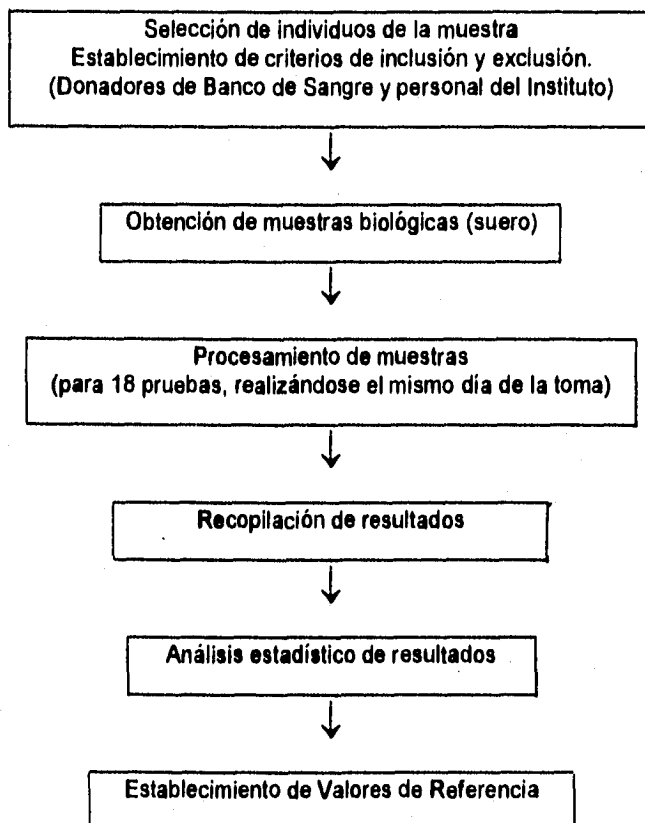 Selección de individuos de la muestra
Establecimiento de criterios de inclusión y exclusión.
(Donadores de Banco de Sangre y personal del Instituto)
Obtención de muestras biológicas (suero)
Procesamiento de muestras
(para 18 pruebas, realizándose el mismo día de la toma)
Recopilación de resultados
Análisis estadístico de resultados
Establecimiento de Valores de Referencia